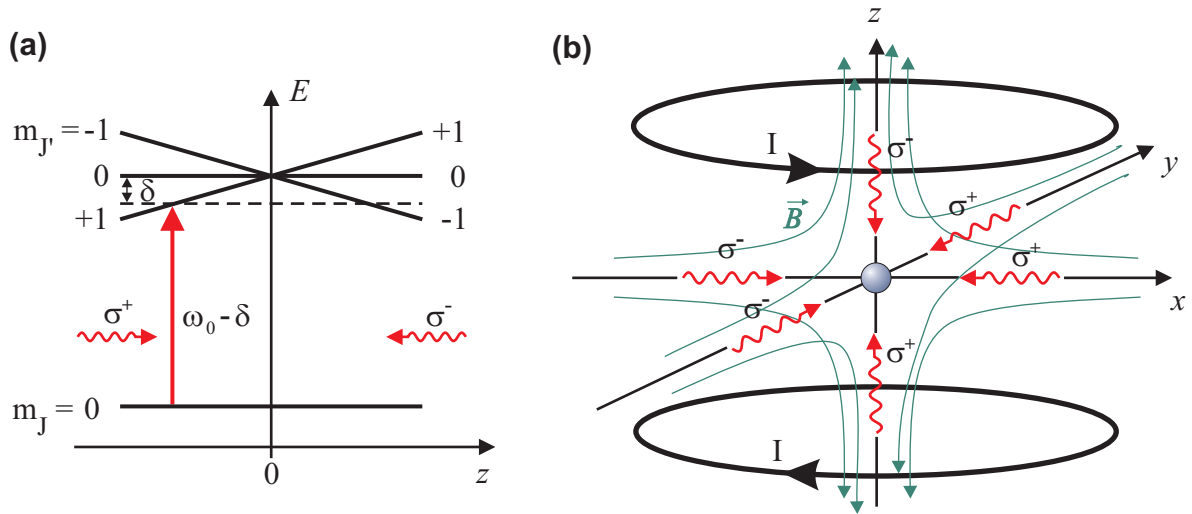 (a)
E
m_J' = -1
+1
0
0
δ
+1
-1
σ⁺
ω₀ - δ
σ⁻
m_J = 0
0
z
(b)
z
I
σ⁻
y
B⃗
σ⁺
σ⁻
σ⁺
x
σ⁻
σ⁺
I